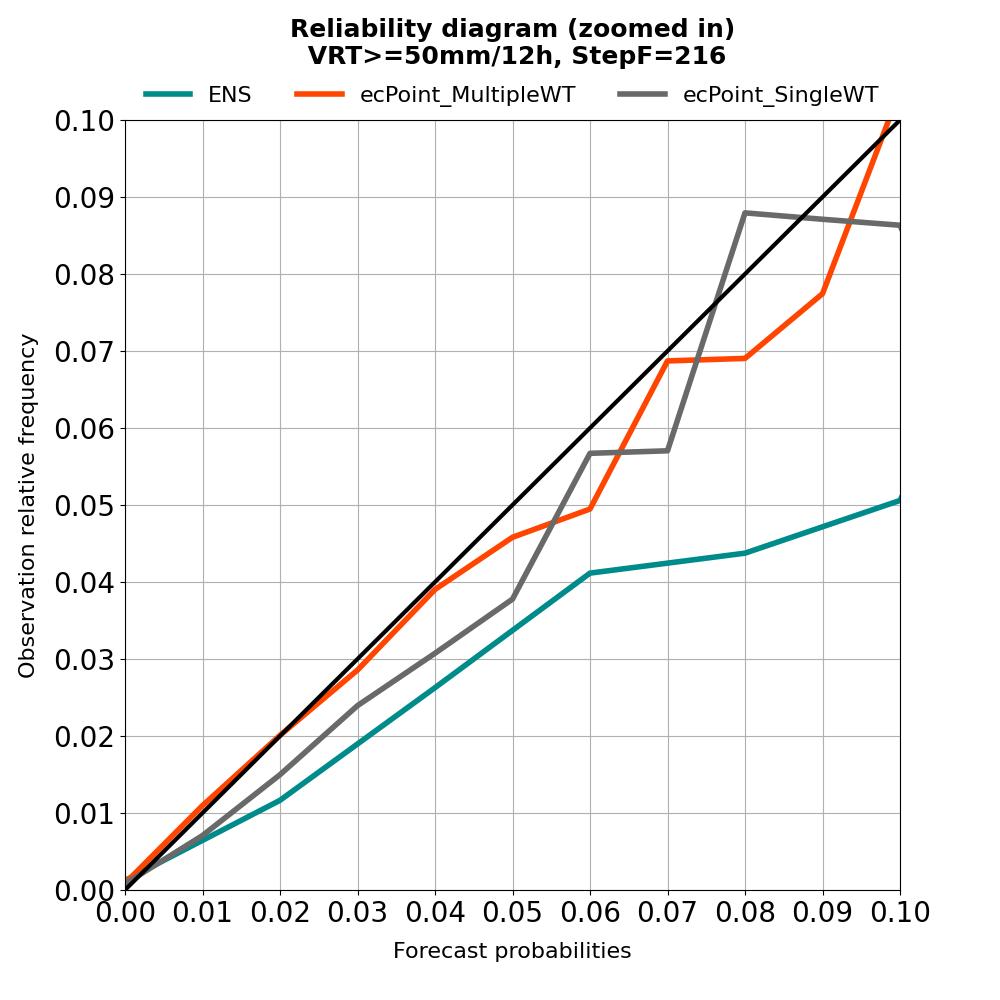 Reliability diagram (zoomed in)
VRT>=50mm/12h, StepF=216
ENS ecPoint_MultipleWT ecPoint_SingleWT
0.10
0.09
0.08
0.07
0.06
0.05
0.04
0.03
0.02
0.01
0.00
Observation relative frequency
0.00 0.01 0.02 0.03 0.04 0.05 0.06 0.07 0.08 0.09 0.10
Forecast probabilities